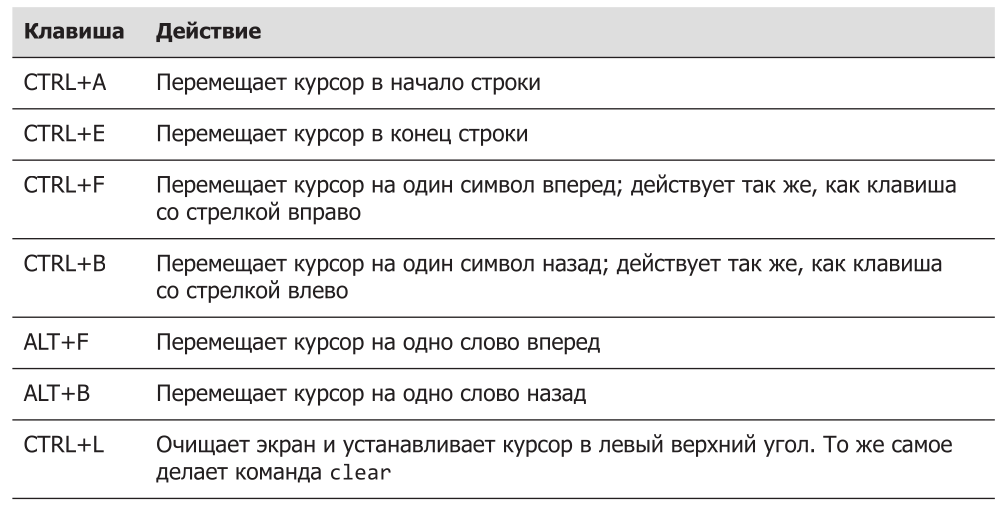 Клавиша Действие
CTRL+A Перемещает курсор в начало строки
CTRL+E Перемещает курсор в конец строки
CTRL+F Перемещает курсор на один символ вперед; действует так же, как клавиша
со стрелкой вправо
CTRL+B Перемещает курсор на один символ назад; действует так же, как клавиша
со стрелкой влево
ALT+F Перемещает курсор на одно слово вперед
ALT+B Перемещает курсор на одно слово назад
CTRL+L Очищает экран и устанавливает курсор в левый верхний угол. То же самое
делает команда clear